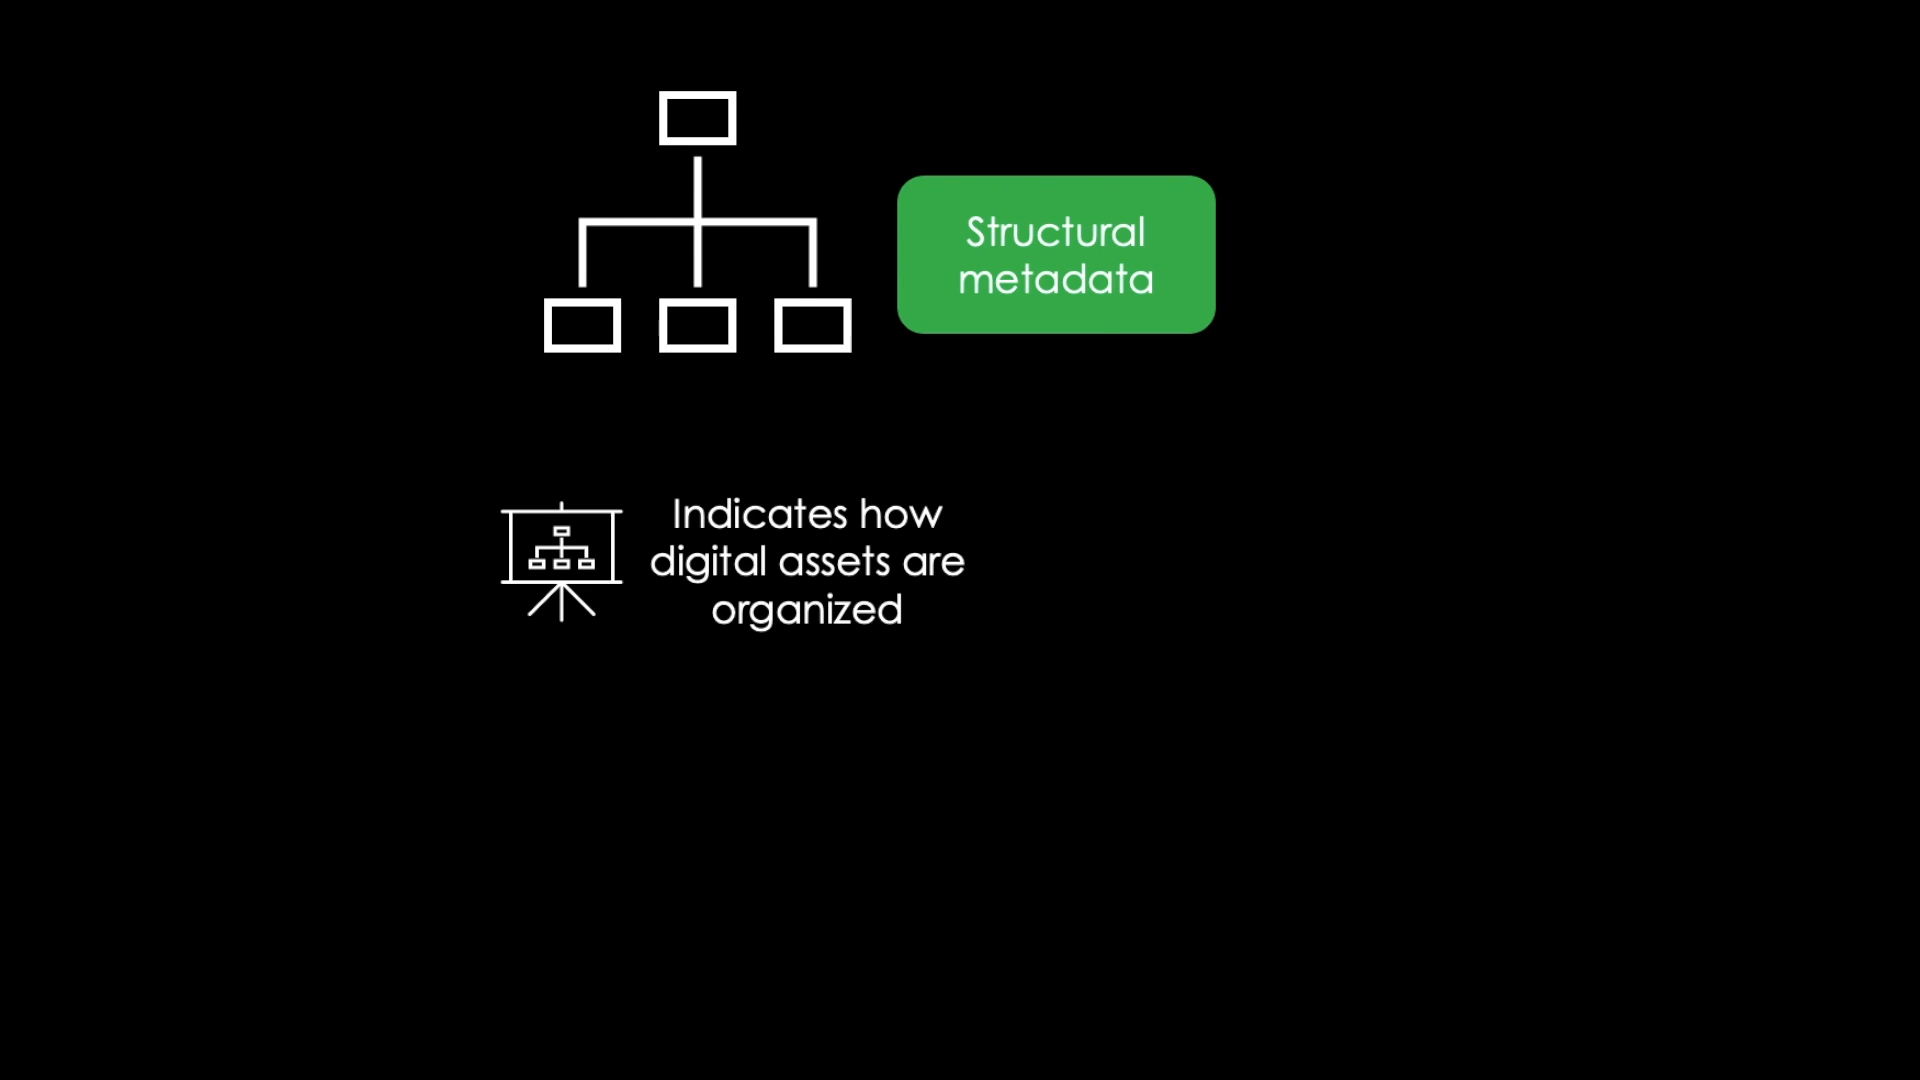 Structural
metadata
Indicates how
digital assets are
organized